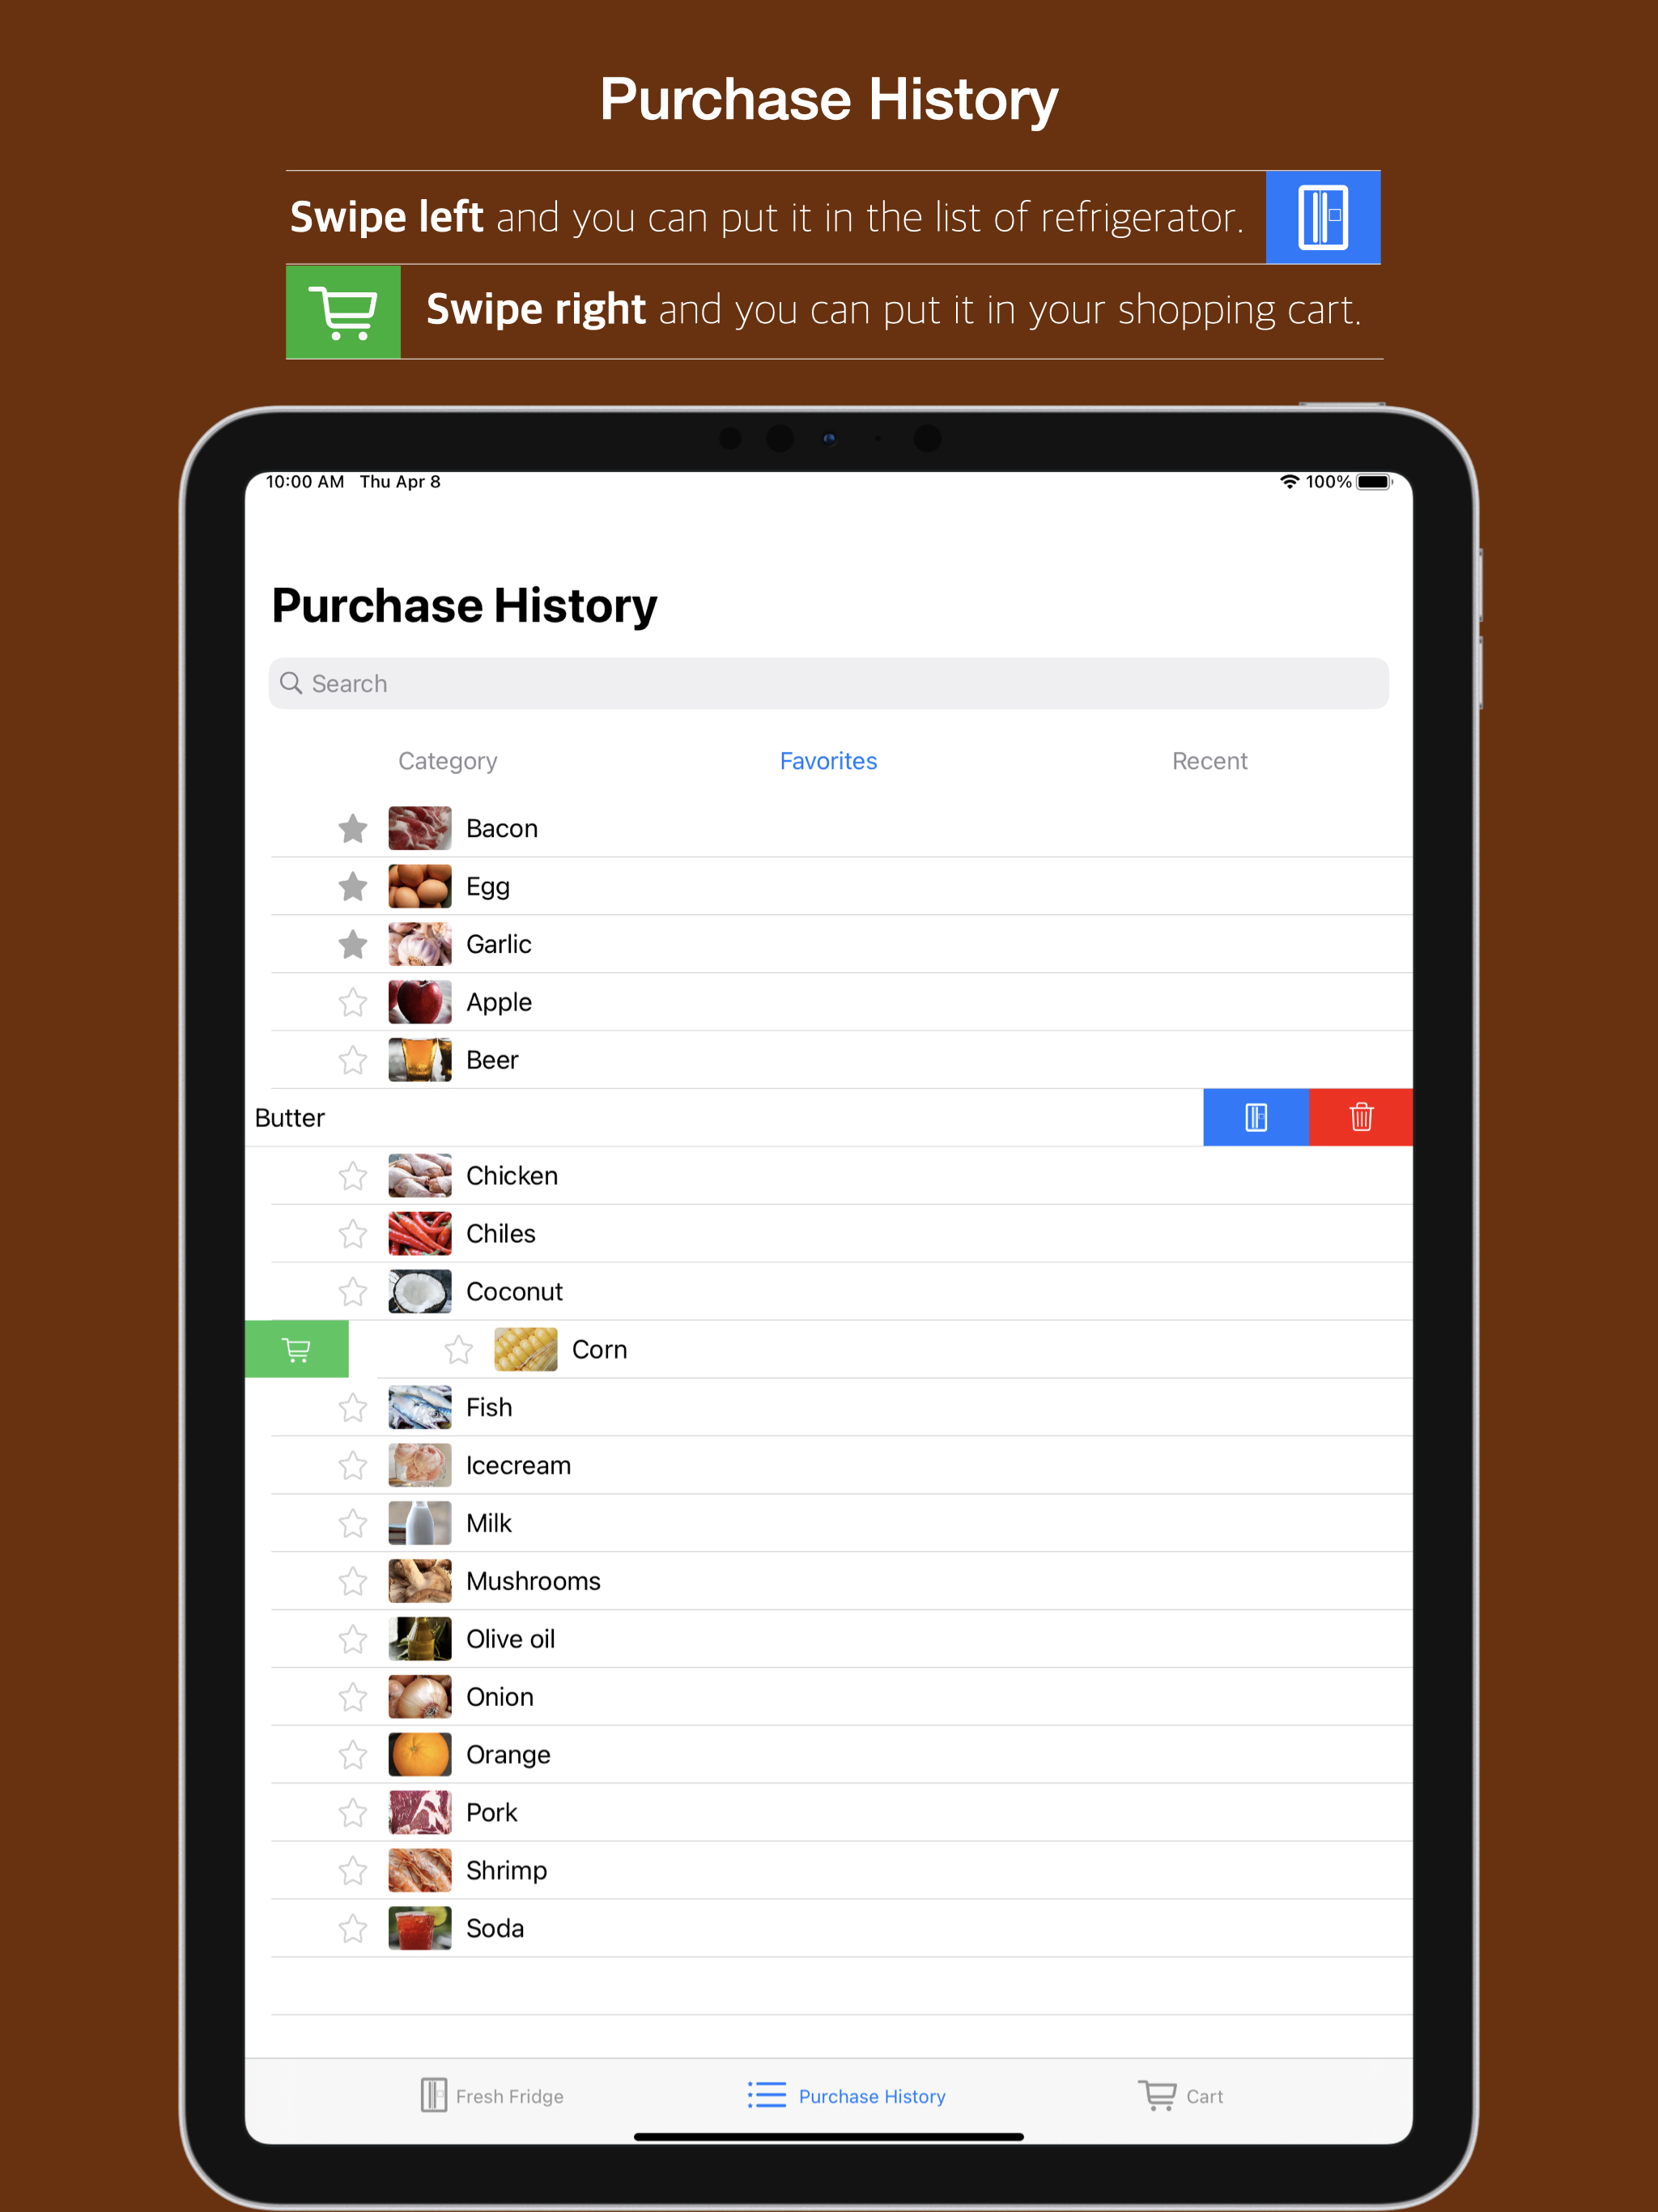 Purchase History
Swipe left and you can put it in the list of refrigerator.
Swipe right and you can put it in your shopping cart.
10:00 AM Thu Apr 8 100%
Purchase History
Search
Category Favorites Recent
Bacon
Egg
Garlic
Apple
Beer
Butter
Chicken
Chiles
Coconut
Corn
Fish
Icecream
Milk
Mushrooms
Olive oil
Onion
Orange
Pork
Shrimp
Soda
Fresh Fridge Purchase History Cart